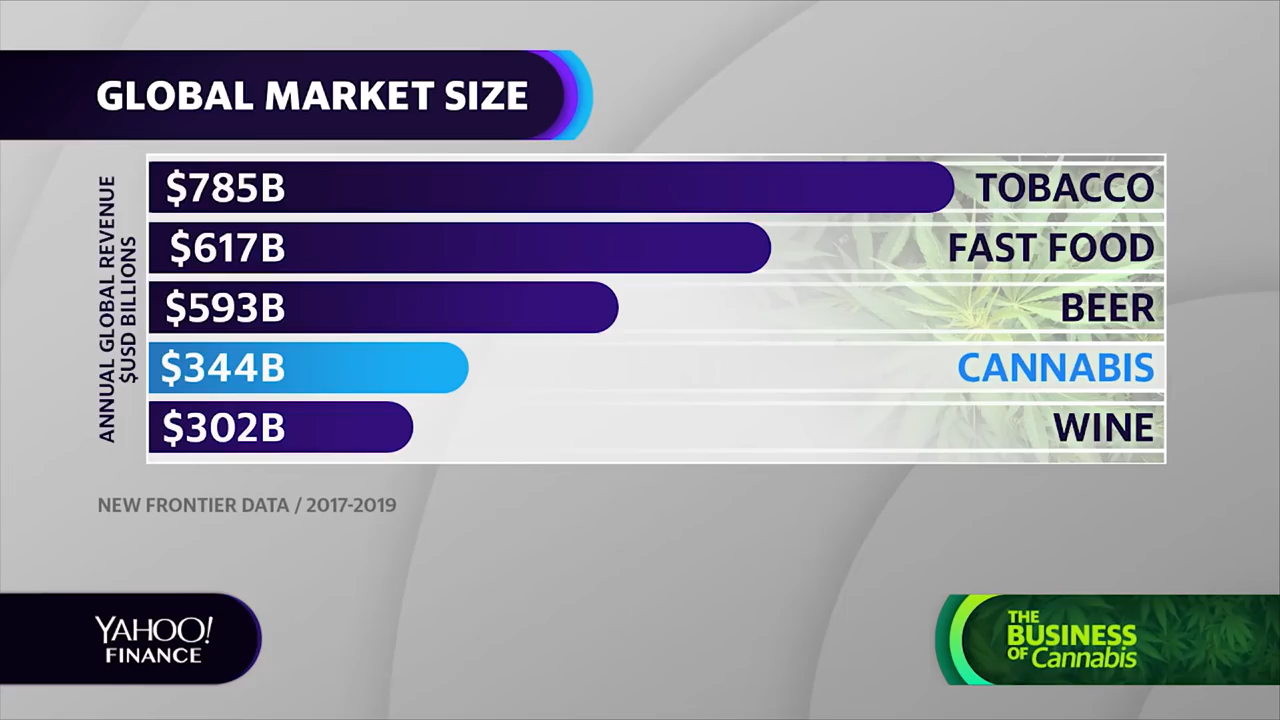 GLOBAL MARKET SIZE
ANNUAL GLOBAL REVENUE
$USD BILLIONS
$785B TOBACCO
$617B FAST FOOD
$593B BEER
$344B CANNABIS
$302B WINE
NEW FRONTIER DATA / 2017-2019
YAHOO!
FINANCE
THE
BUSINESS
OF Cannabis